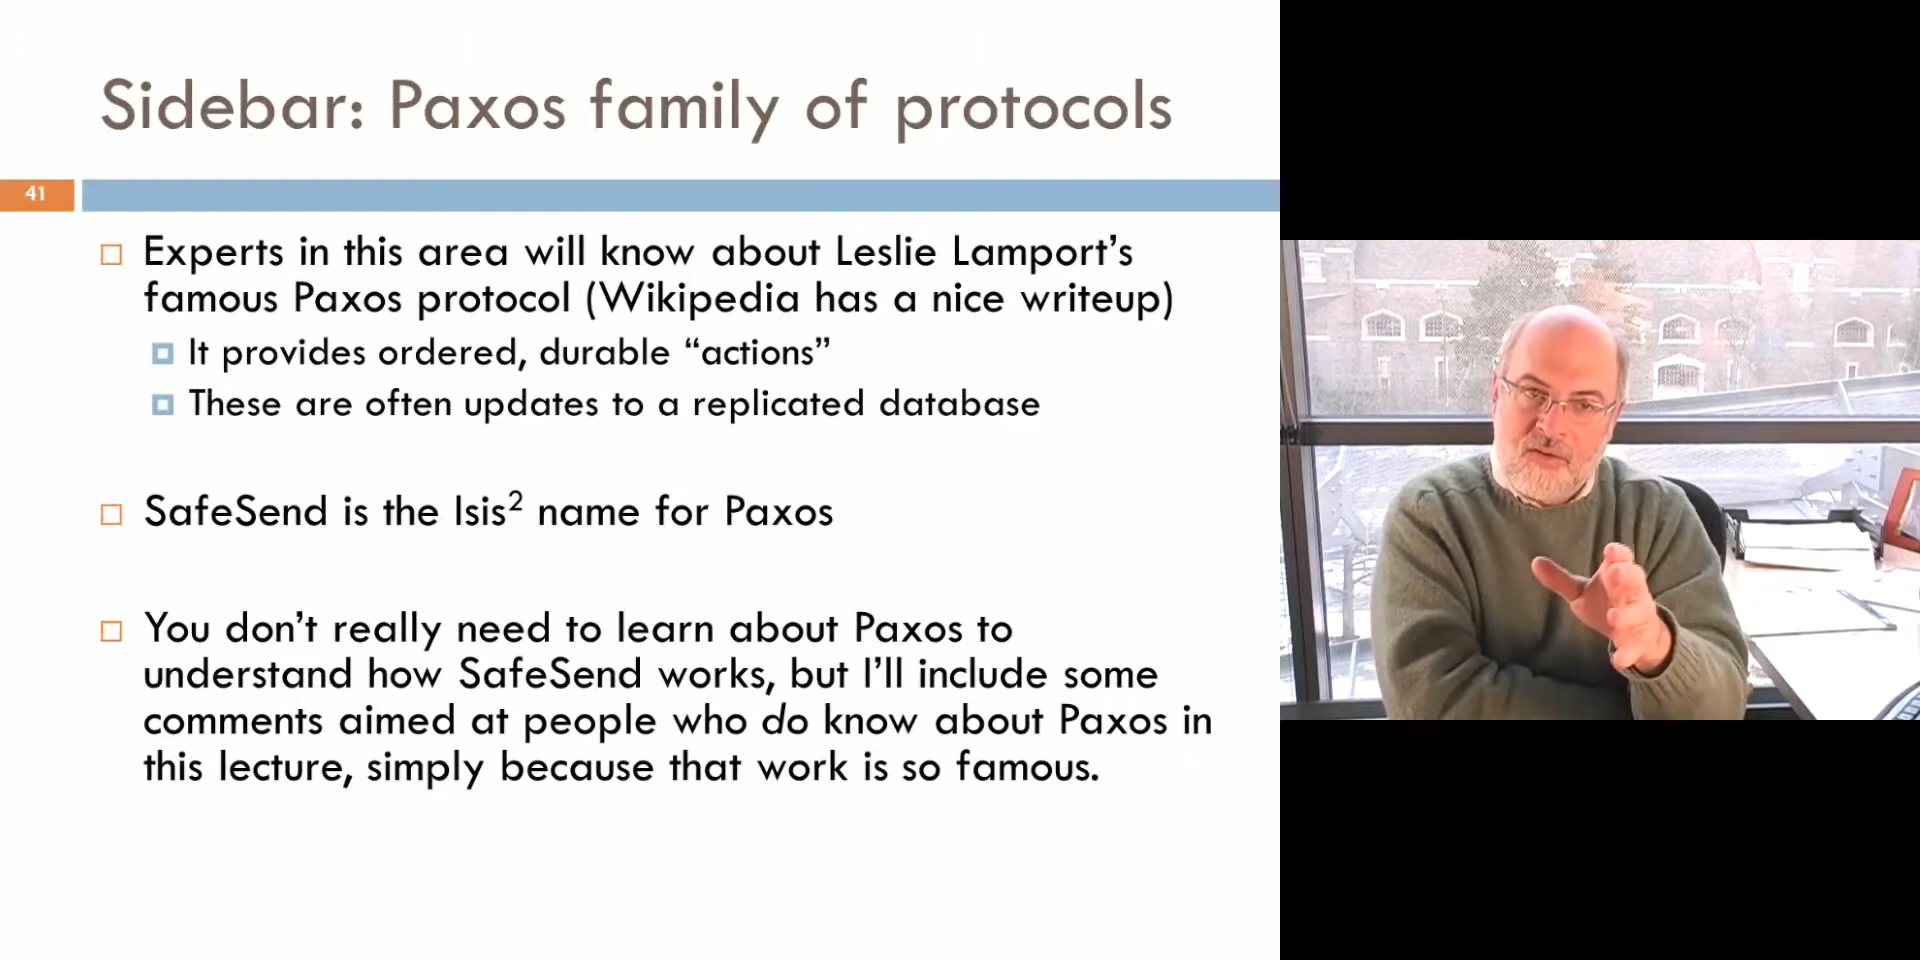 Sidebar: Paxos family of protocols
41
Experts in this area will know about Leslie Lamport’s
famous Paxos protocol (Wikipedia has a nice writeup)
It provides ordered, durable “actions”
These are often updates to a replicated database
SafeSend is the Isis² name for Paxos
You don’t really need to learn about Paxos to
understand how SafeSend works, but I’ll include some
comments aimed at people who do know about Paxos in
this lecture, simply because that work is so famous.